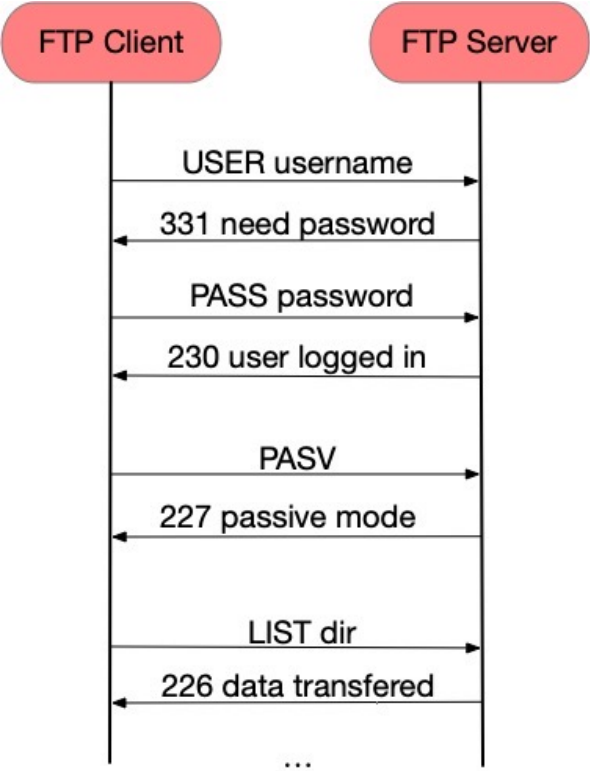 FTP Client
FTP Server
USER username
331 need password
PASS password
230 user logged in
PASV
227 passive mode
LIST dir
226 data transfered
...